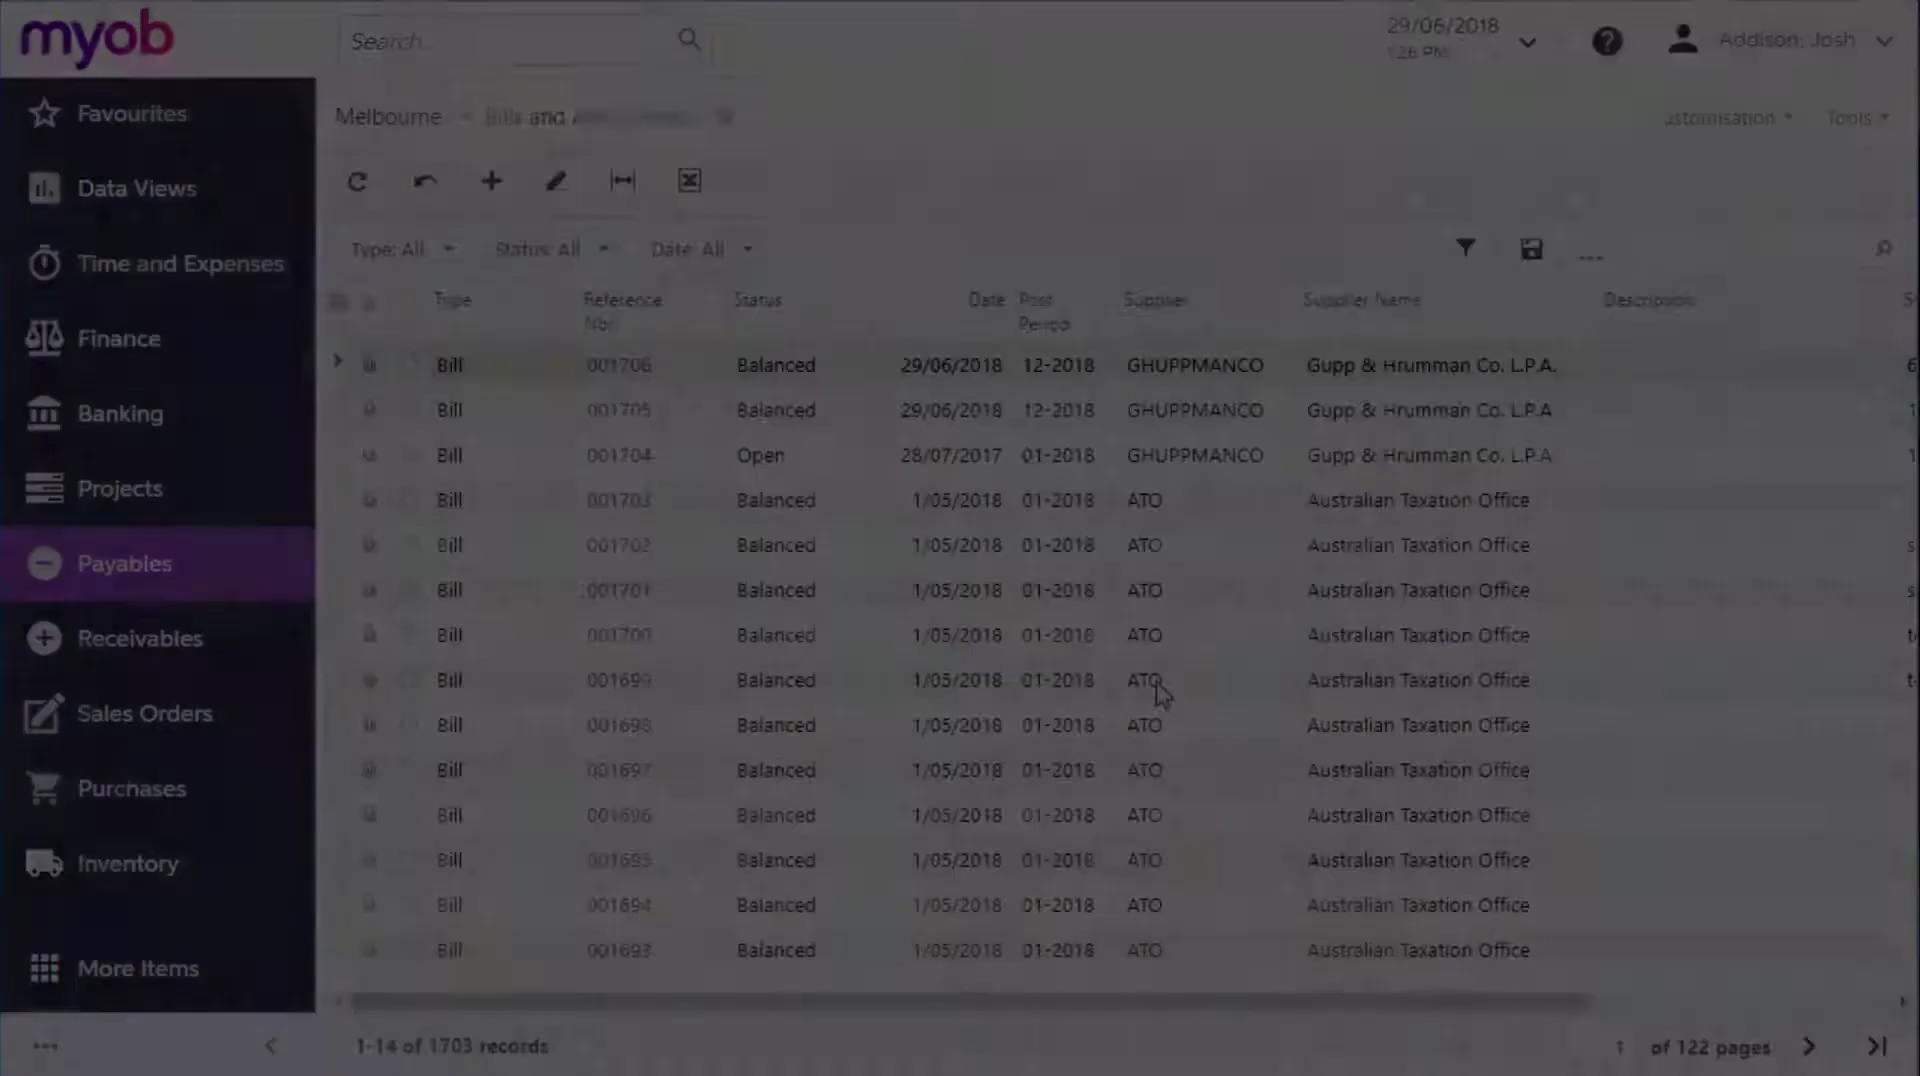 myob
Search...
29/06/2018
1:26 PM
Addison, Josh
Favourites
Data Views
Time and Expenses
Finance
Banking
Projects
Payables
Receivables
Sales Orders
Purchases
Inventory
More Items
Melbourne Bills and
ustomisation Tools
Type: All Status: All Date: All
Type Reference Nbr. Status Date Post Period Supplier Supplier Name Description
Bill 001706 Balanced 29/06/2018 12-2018 GHUPPMANCO Gupp & Hrumman Co. L.P.A.
Bill 001705 Balanced 29/06/2018 12-2018 GHUPPMANCO Gupp & Hrumman Co. L.P.A
Bill 001704 Open 28/07/2017 01-2018 GHUPPMANCO Gupp & Hrumman Co. L.P.A
Bill 001703 Balanced 1/05/2018 01-2018 ATO Australian Taxation Office
Bill 001702 Balanced 1/05/2018 01-2018 ATO Australian Taxation Office
Bill 001701 Balanced 1/05/2018 01-2018 ATO Australian Taxation Office
Bill 001700 Balanced 1/05/2018 01-2018 ATO Australian Taxation Office
Bill 001699 Balanced 1/05/2018 01-2018 ATO Australian Taxation Office
Bill 001698 Balanced 1/05/2018 01-2018 ATO Australian Taxation Office
Bill 001697 Balanced 1/05/2018 01-2018 ATO Australian Taxation Office
Bill 001696 Balanced 1/05/2018 01-2018 ATO Australian Taxation Office
Bill 001695 Balanced 1/05/2018 01-2018 ATO Australian Taxation Office
Bill 001694 Balanced 1/05/2018 01-2018 ATO Australian Taxation Office
Bill 001693 Balanced 1/05/2018 01-2018 ATO Australian Taxation Office
1-14 of 1703 records
1 of 122 pages